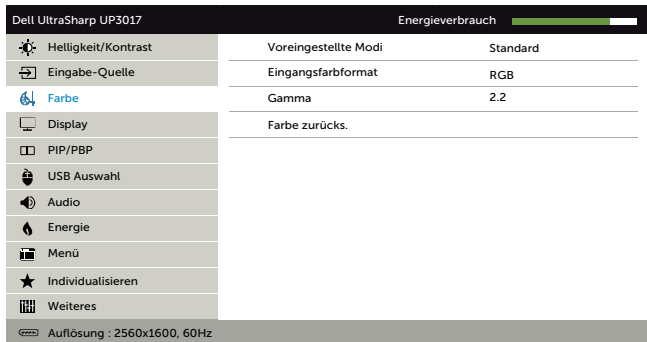 Dell UltraSharp UP3017 Energieverbrauch
Helligkeit/Kontrast Voreingestellte Modi Standard
Eingabe-Quelle Eingangsfarbformat RGB
Farbe Gamma 2.2
Display Farbe zurücks.
PIP/PBP
USB Auswahl
Audio
Energie
Menü
Individualisieren
Weiteres
Auflösung : 2560x1600, 60Hz